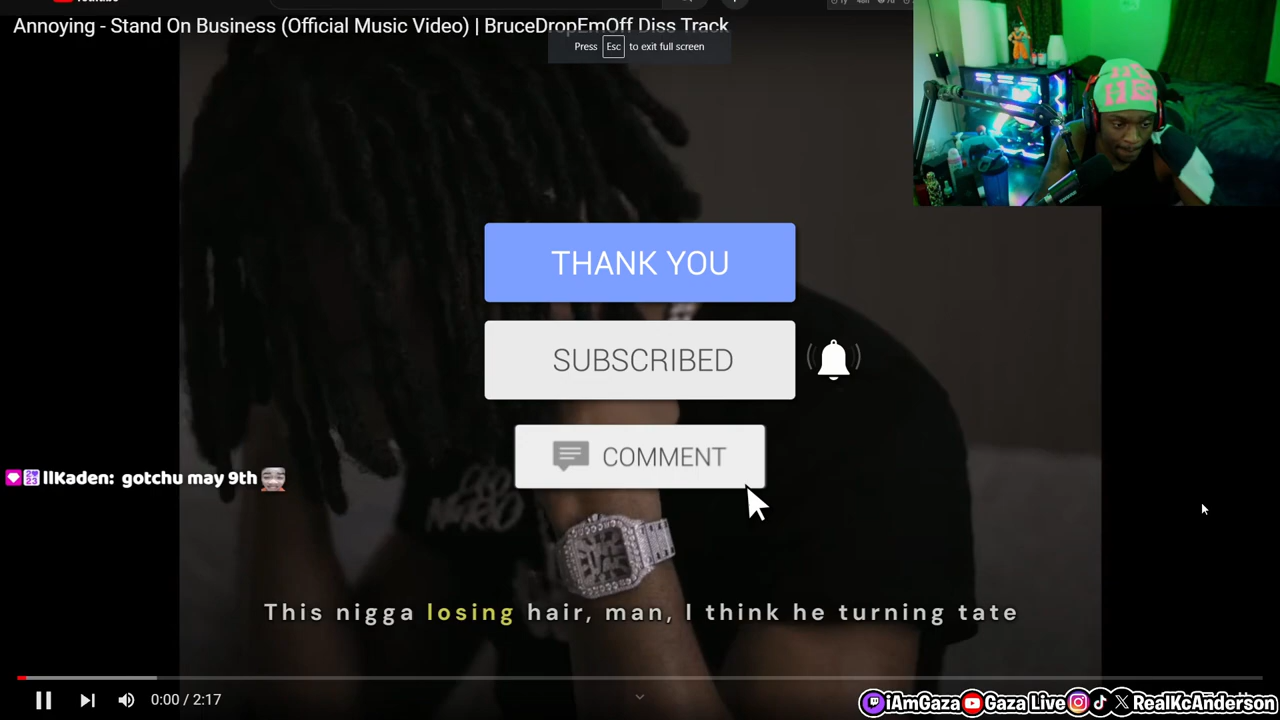 Annoying - Stand On Business (Official Music Video) | BruceDropEmOff Diss Track
Press Esc to exit full screen
THANK YOU
SUBSCRIBED
COMMENT
llKaden: gotchu may 9th
This nigga losing hair, man, I think he turning tate
0:00 / 2:17
iAmGaza Gaza Live RealKcAnderson